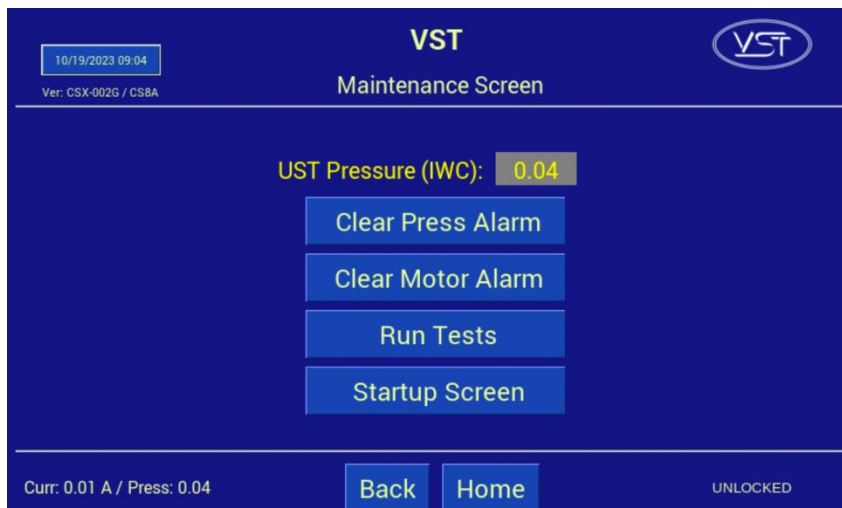 VST
10/19/2023 09:04
Maintenance Screen
Ver: CSX-002G / CS8A
VST
UST Pressure (IWC): 0.04
Clear Press Alarm
Clear Motor Alarm
Run Tests
Startup Screen
Curr: 0.01 A / Press: 0.04
Back
Home
UNLOCKED